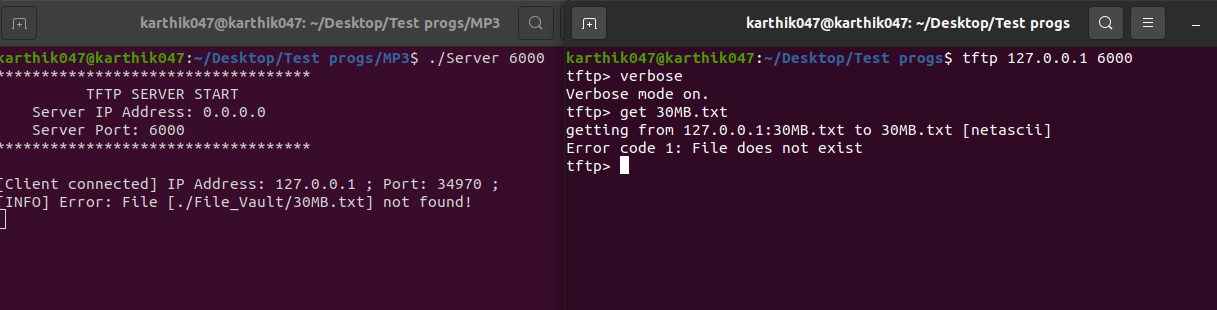 karthik047@karthik047: ~/Desktop/Test progs/MP3
karthik047@karthik047:~/Desktop/Test progs/MP3$ ./Server 6000
***********************************
TFTP SERVER START
Server IP Address: 0.0.0.0
Server Port: 6000
***********************************
[Client connected] IP Address: 127.0.0.1 ; Port: 34970 ;
[INFO] Error: File [./File_Vault/30MB.txt] not found!
karthik047@karthik047: ~/Desktop/Test progs
karthik047@karthik047:~/Desktop/Test progs$ tftp 127.0.0.1 6000
tftp> verbose
Verbose mode on.
tftp> get 30MB.txt
getting from 127.0.0.1:30MB.txt to 30MB.txt [netascii]
Error code 1: File does not exist
tftp>